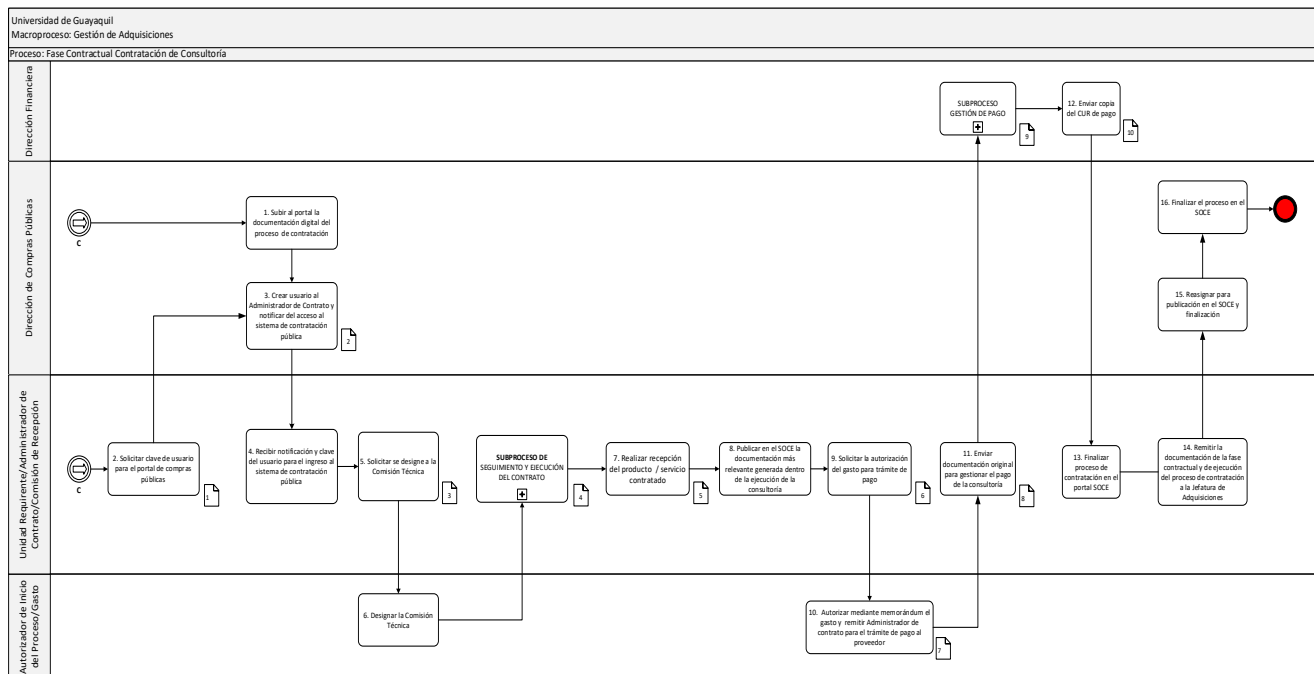 Universidad de Guayaquil
Macroproceso: Gestión de Adquisiciones
Proceso: Fase Contractual Contratación de Consultoría
Dirección Financiera
SUBPROCESO
GESTIÓN DE PAGO
9
12. Enviar copia
del CUR de pago
10
Dirección de Compras Públicas
C
1. Subir al portal la
documentación digital del
proceso de contratación
3. Crear usuario al
Administrador de Contrato y
notificar del acceso al
sistema de contratación
pública
2
16. Finalizar el proceso en el
SOCE
15. Reasignar para
publicación en el SOCE y
finalización
Unidad Requirente/Administrador de
Contrato/Comisión de Recepción
C
2. Solicitar clave de usuario
para el portal de compras
públicas
1
4. Recibir notificación y clave
del usuario para el ingreso al
sistema de contratación
pública
5. Solicitar se designe a la
Comisión Técnica
3
SUBPROCESO DE
SEGUIMIENTO Y EJECUCIÓN
DEL CONTRATO
4
7. Realizar recepción
del producto / servicio
contratado
5
8. Publicar en el SOCE la
documentación más
relevante generada dentro
de la ejecución de la
consultoría
9. Solicitar la autorización
del gasto para trámite de
pago
6
11. Enviar
documentación original
para gestionar el pago
de la consultoría
8
13. Finalizar
proceso de
contratación en el
portal SOCE
14. Remitir la
documentación de la fase
contractual y de ejecución
del proceso de contratación
a la Jefatura de
Adquisiciones
Autorizador de Inicio
del Proceso/Gasto
6. Designar la Comisión
Técnica
10. Autorizar mediante memorándum el
gasto y remitir Administrador de
contrato para el trámite de pago al
proveedor
7